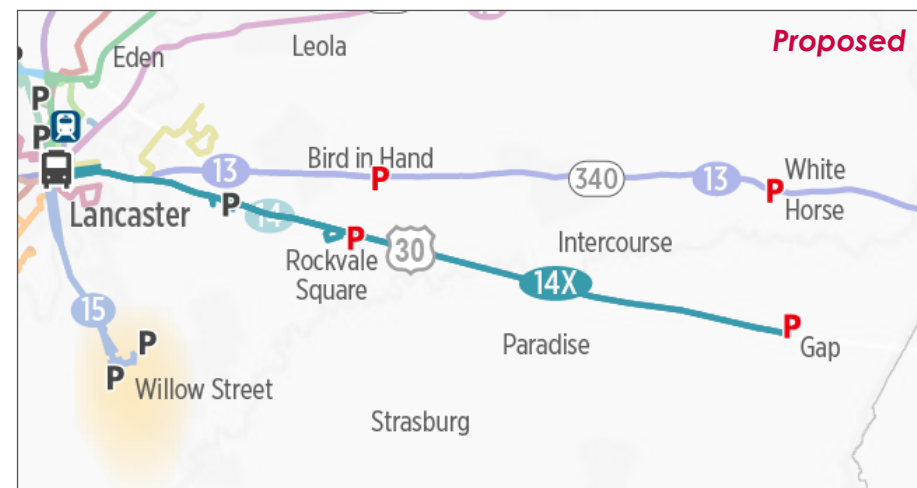 Proposed
Eden
Leola
P
P
P
Bird in Hand
13
P
340
13
White
Horse
P
Lancaster
P
14
P
Rockvale
Square
30
Intercourse
14X
15
Paradise
P
Gap
P
P
Willow Street
Strasburg